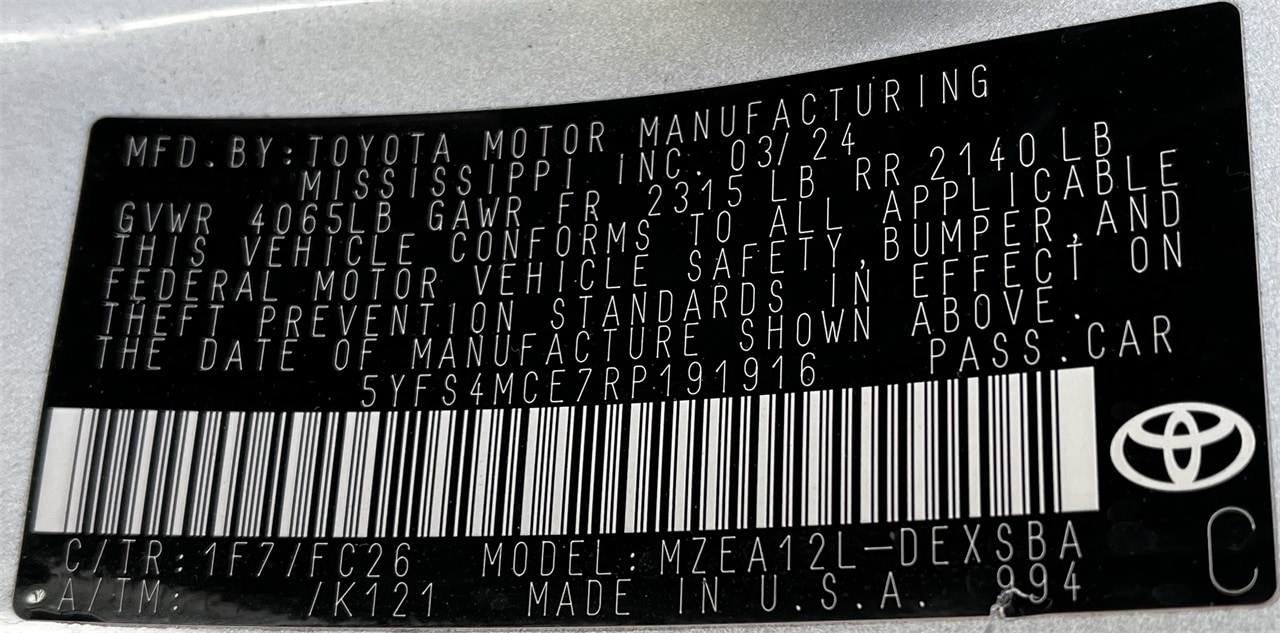 MFD.BY:TOYOTA MOTOR MANUFACTURING
MISSISSIPPI, INC. 03/24
GVWR 4065LB GAWR FR 2315 LB RR 2140 LB
THIS VEHICLE CONFORMS TO ALL APPLICABLE
FEDERAL MOTOR VEHICLE SAFETY,BUMPER,AND
THEFT PREVENTION STANDARDS IN EFFECT ON
THE DATE OF MANUFACTURE SHOWN ABOVE.
5YFS4MCE7RP191916 PASS.CAR
C/TR:1F7/FC26 MODEL:MZEA12L-DEXSBA
A/TM: /K121 MADE IN U.S.A. 994
C